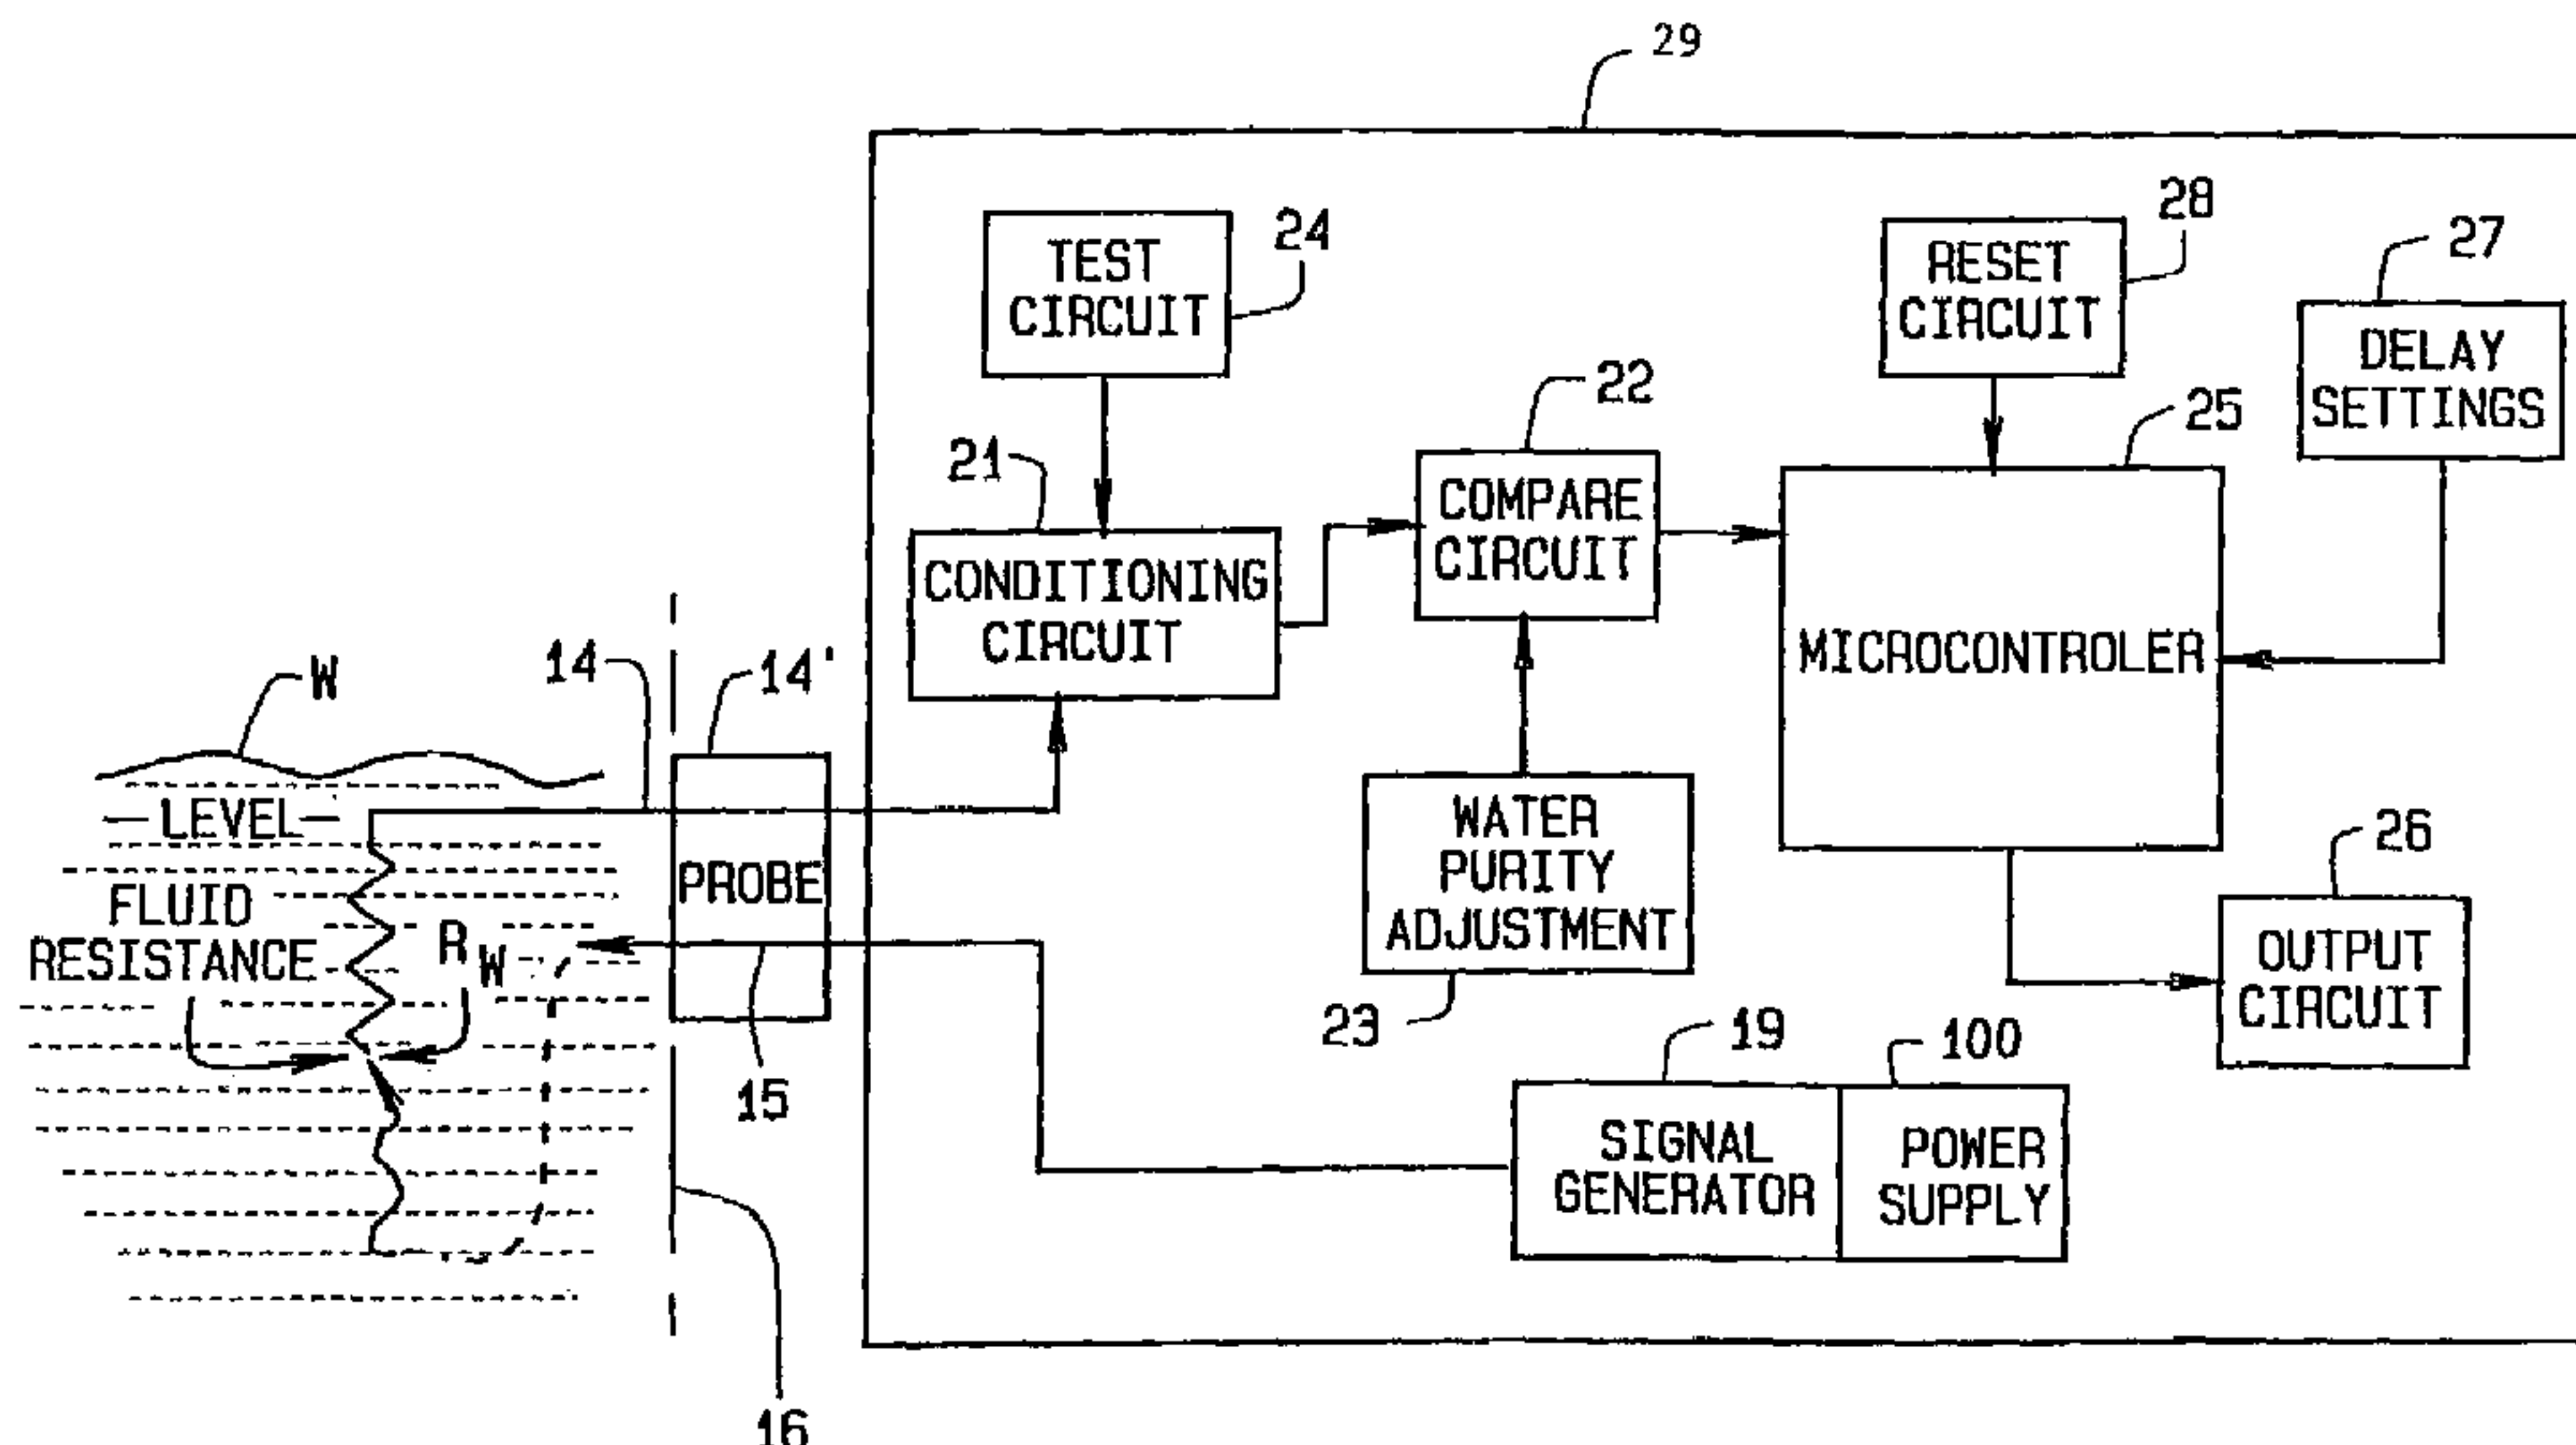 29
TEST
CIRCUIT
24
RESET
CIRCUIT
28
27
DELAY
SETTINGS
22
25
21
COMPARE
CIRCUIT
CONDITIONING
CIRCUIT
MICROCONTROLER
W
14
14'
LEVEL
PROBE
WATER
PURITY
ADJUSTMENT
23
26
OUTPUT
CIRCUIT
FLUID
RESISTANCE
R W
15
19
100
SIGNAL
GENERATOR
POWER
SUPPLY
16